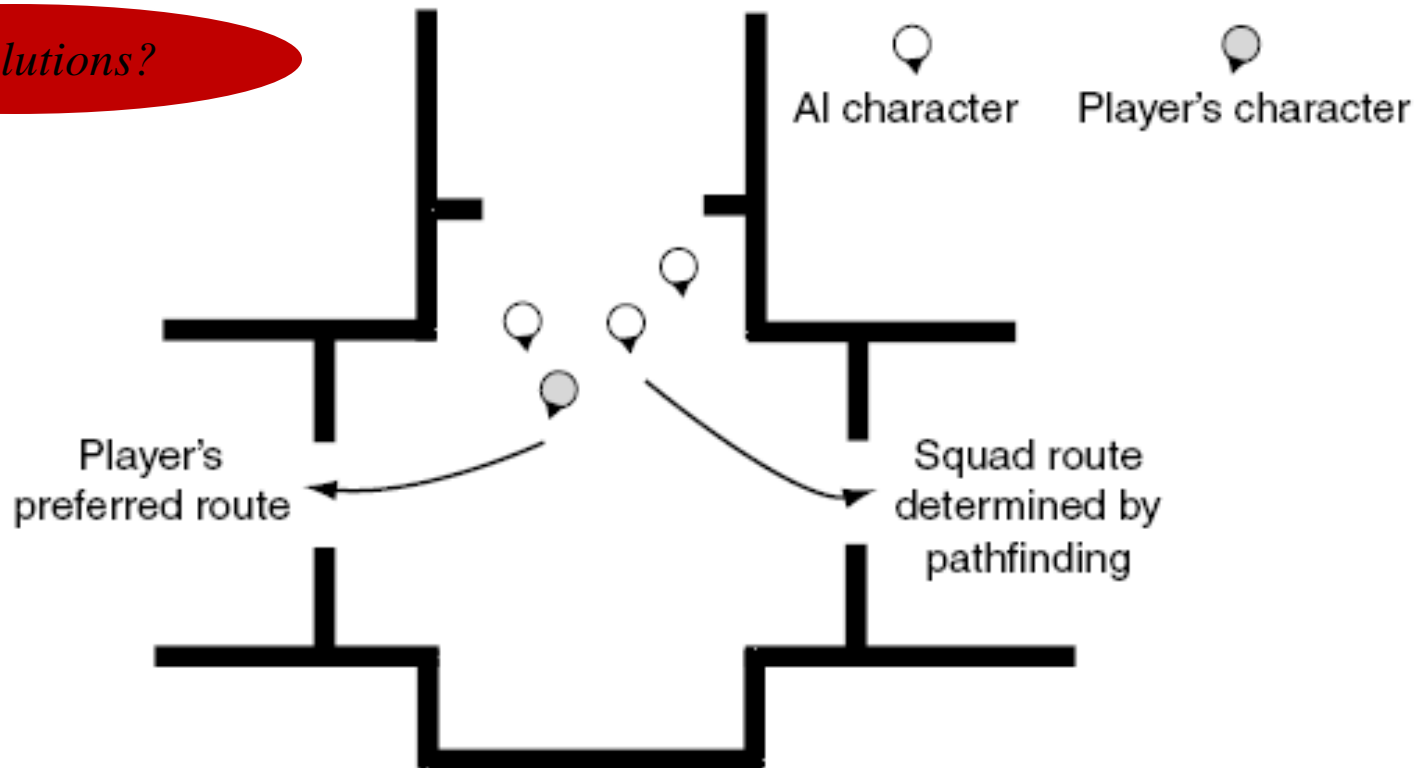 lutions?
AI character
Player's character
Player's
preferred route
Squad route
determined by
pathfinding